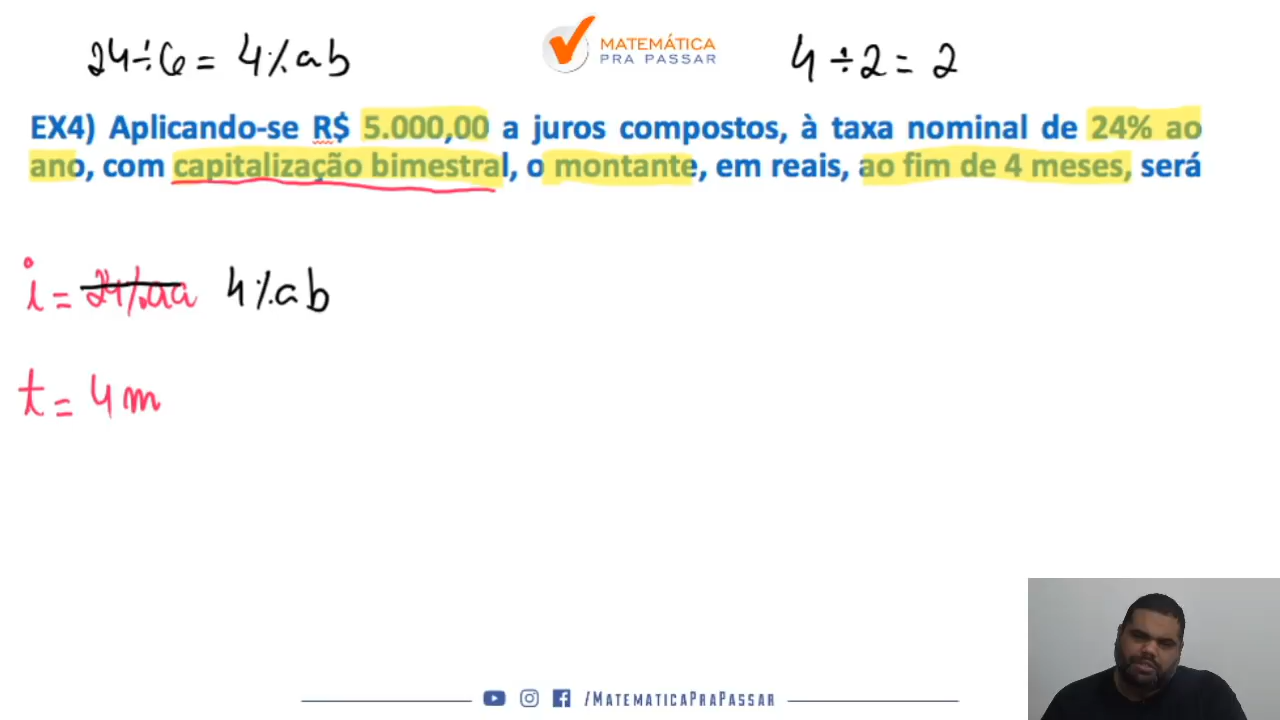 24÷6 = 4%ab
MATEMÁTICA
PRA PASSAR
4÷2 = 2
EX4) Aplicando-se R$ 5.000,00 a juros compostos, à taxa nominal de 24% ao
ano, com capitalização bimestral, o montante, em reais, ao fim de 4 meses, será
i = 24%aa 4%ab
t = 4m
/MATEMATICAPRAPASSAR